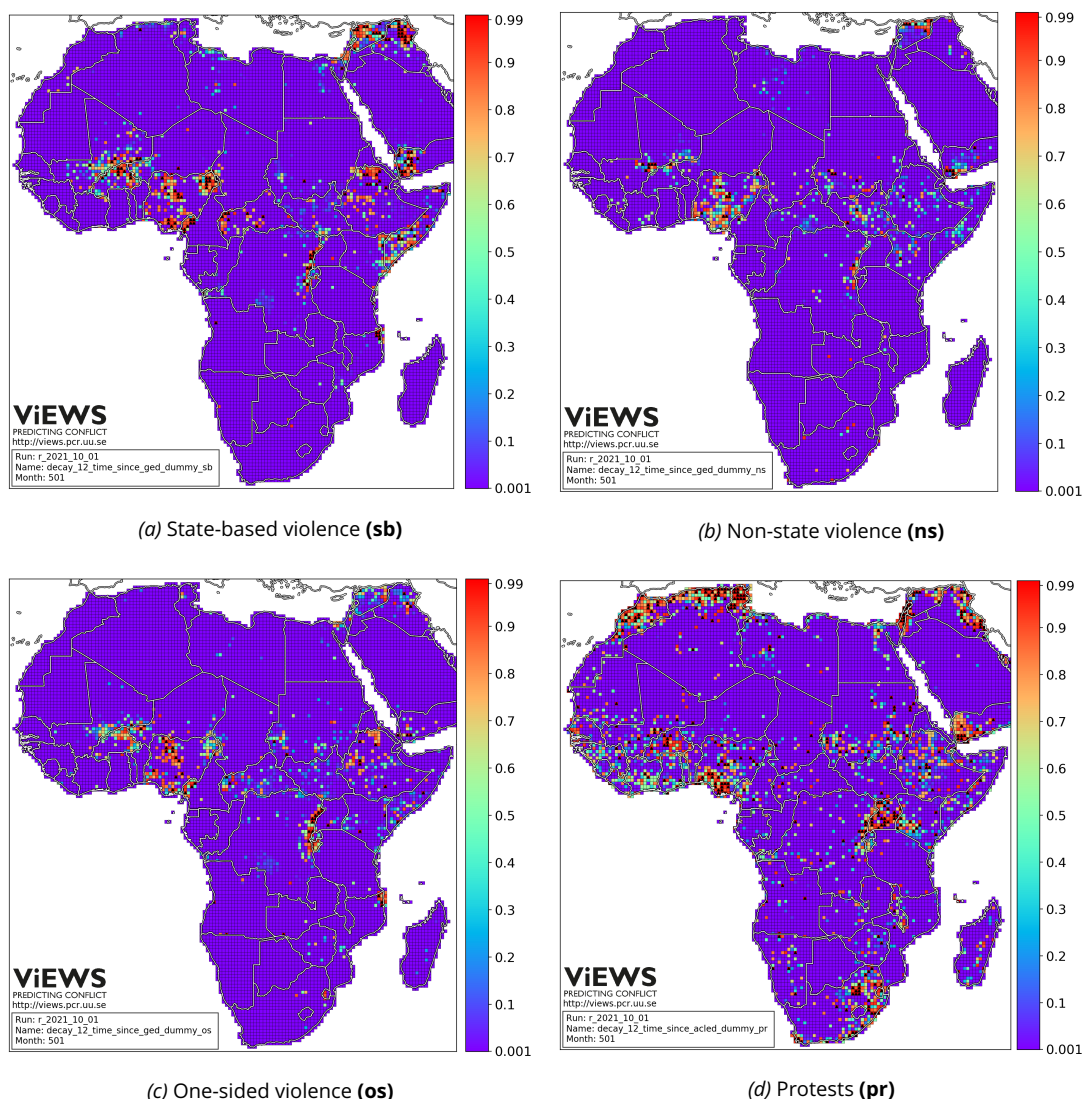 0.99
0.9
0.8
0.7
0.6
0.5
0.4
0.3
0.2
0.1
0.001
ViEWS
PREDICTING CONFLICT
http://views.pcr.uu.se
Run: r_2021_10_01
Name: decay_12_time_since_ged_dummy_sb
Month: 501
(a) State-based violence (sb)
0.99
0.9
0.8
0.7
0.6
0.5
0.4
0.3
0.2
0.1
0.001
ViEWS
PREDICTING CONFLICT
http://views.pcr.uu.se
Run: r_2021_10_01
Name: decay_12_time_since_ged_dummy_ns
Month: 501
(b) Non-state violence (ns)
0.99
0.9
0.8
0.7
0.6
0.5
0.4
0.3
0.2
0.1
0.001
ViEWS
PREDICTING CONFLICT
http://views.pcr.uu.se
Run: r_2021_10_01
Name: decay_12_time_since_ged_dummy_os
Month: 501
(c) One-sided violence (os)
0.99
0.9
0.8
0.7
0.6
0.5
0.4
0.3
0.2
0.1
0.001
ViEWS
PREDICTING CONFLICT
http://views.pcr.uu.se
Run: r_2021_10_01
Name: decay_12_time_since_acled_dummy_pr
Month: 501
(d) Protests (pr)